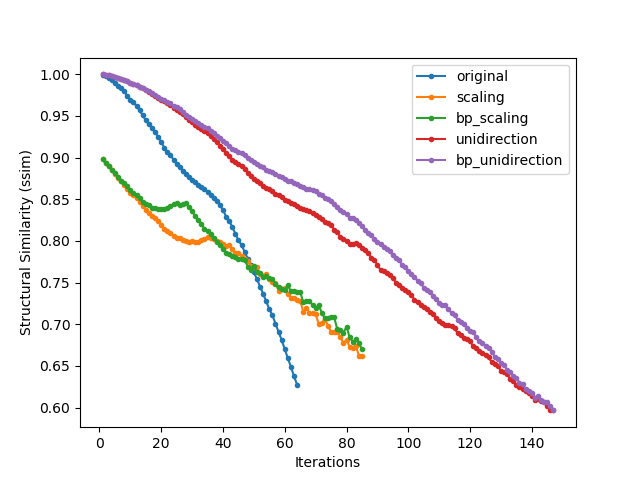 original
scaling
bp_scaling
unidirection
bp_unidirection
1.00
0.95
0.90
0.85
0.80
0.75
0.70
0.65
0.60
Structural Similarity (ssim)
0 20 40 60 80 100 120 140
Iterations